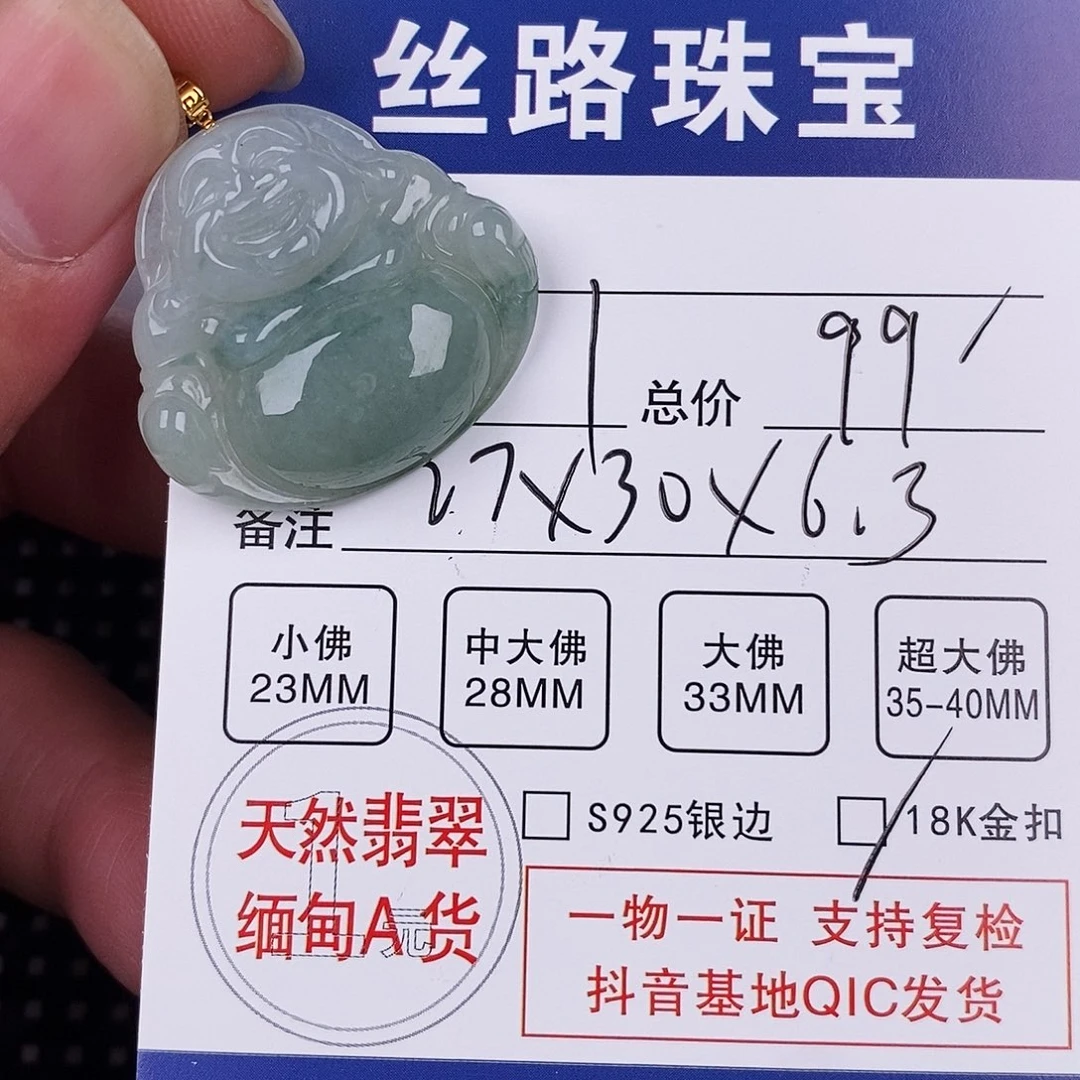 丝路珠宝
1 总价 99/
备注 27X30X6.3
小佛 中大佛 大佛 超大佛
23MM 28MM 33MM 35-40MM
天然翡翠
缅甸A货
1元
S925银边 18K金扣
一物一证 支持复检
抖音基地QIC发货